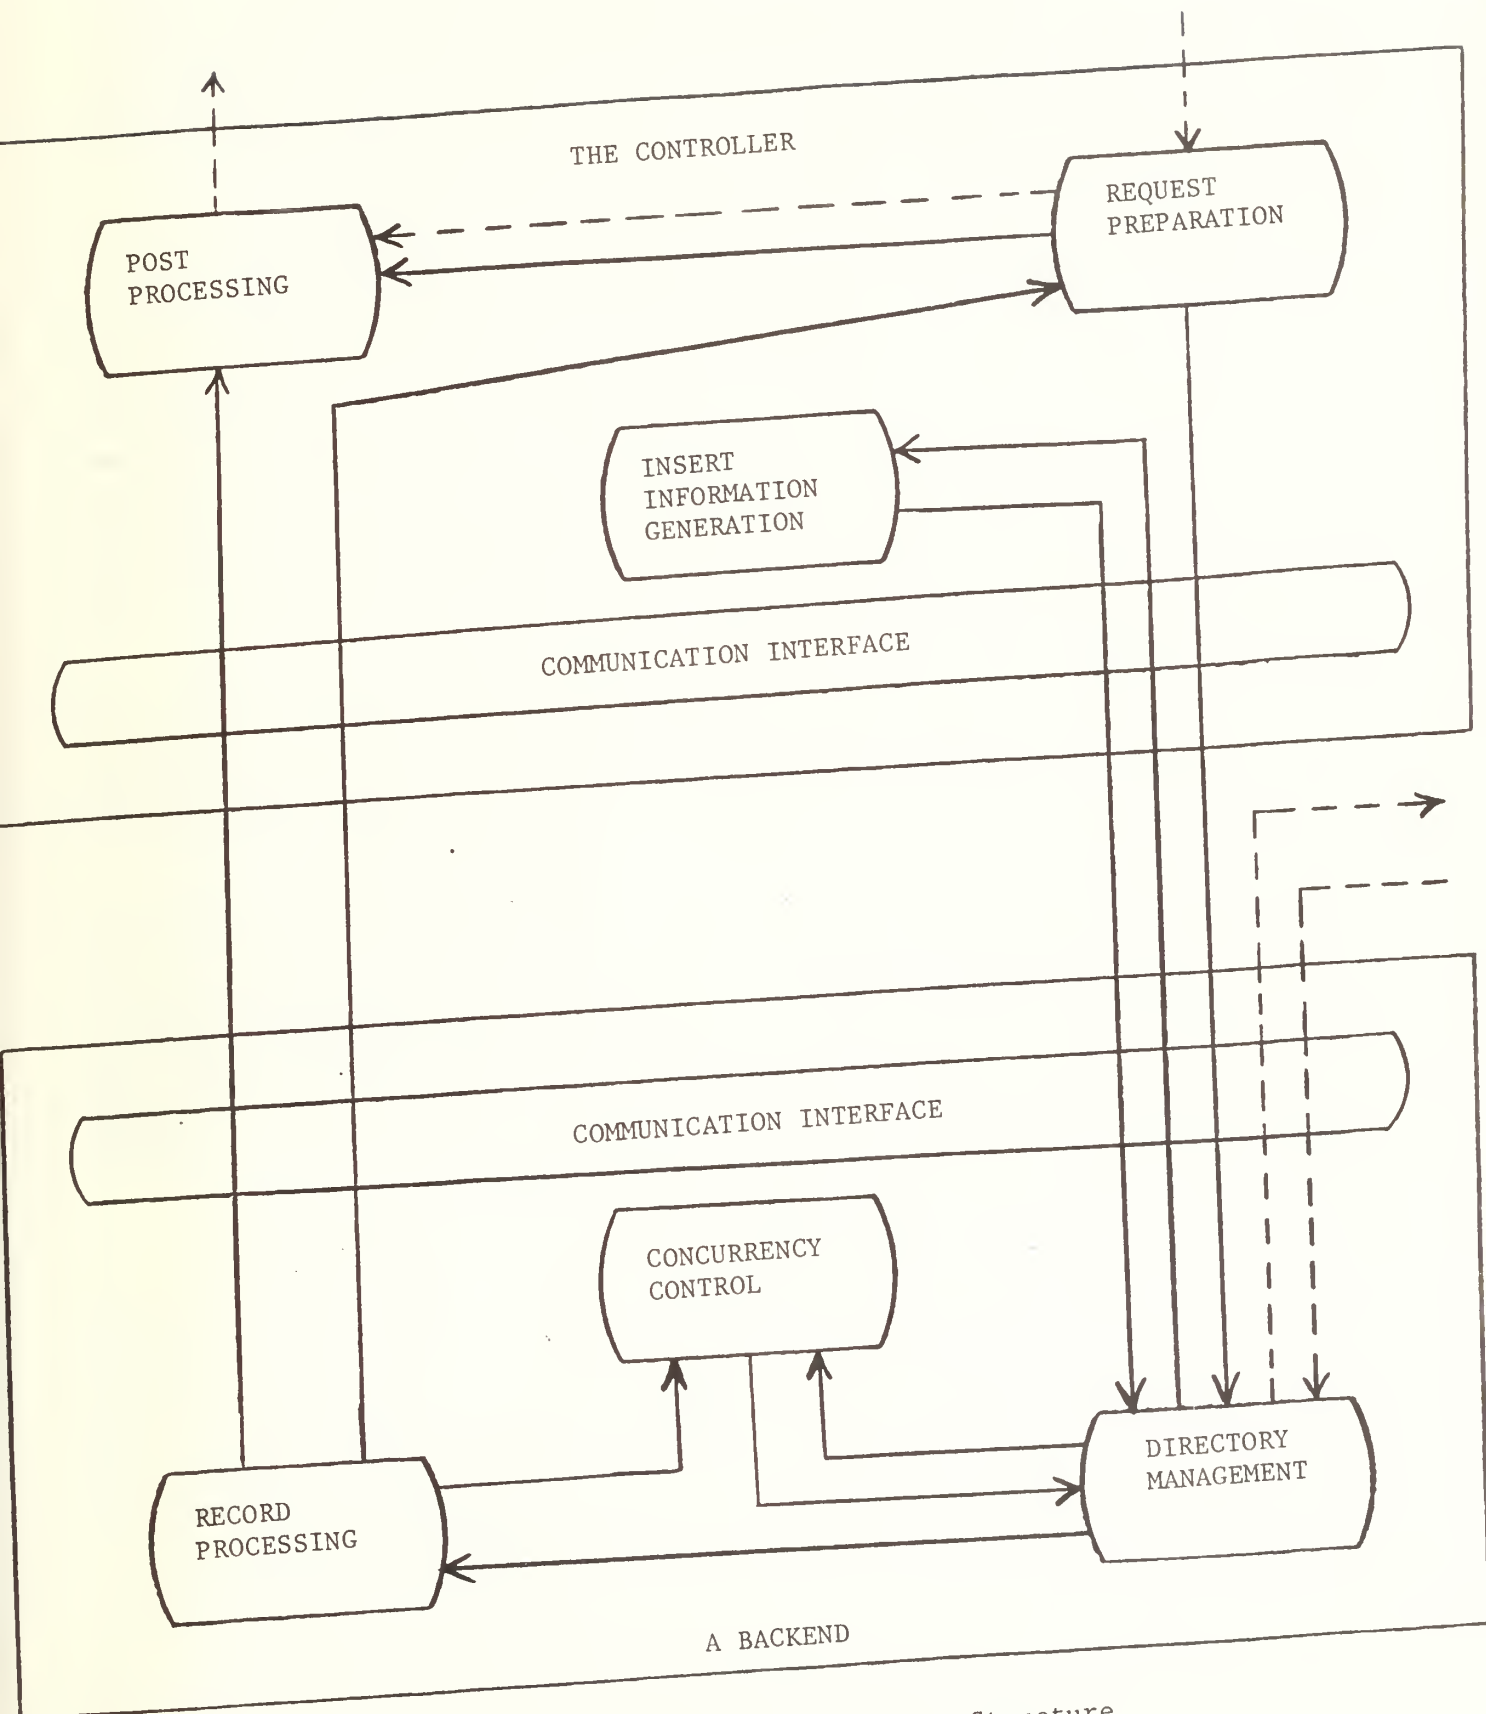 THE CONTROLLER
REQUEST
PREPARATION
POST
PROCESSING
INSERT
INFORMATION
GENERATION
COMMUNICATION INTERFACE
COMMUNICATION INTERFACE
CONCURRENCY
CONTROL
DIRECTORY
MANAGEMENT
RECORD
PROCESSING
A BACKEND
Structure